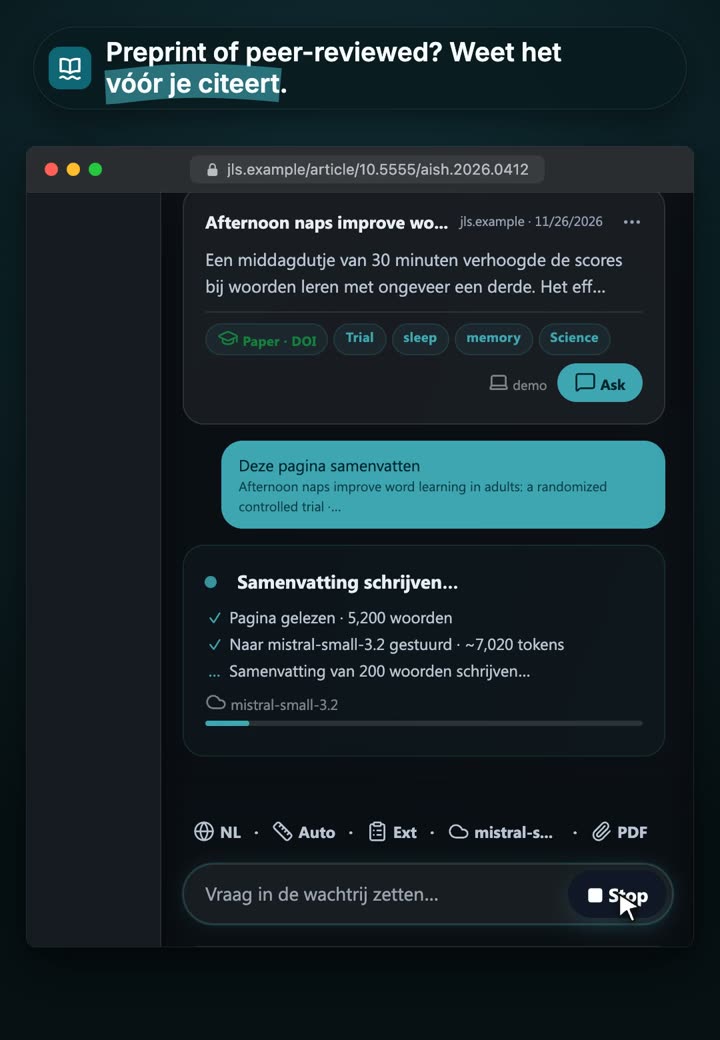 Preprint of peer-reviewed? Weet het
vóór je citeert.
jls.example/article/10.5555/aish.2026.0412
Afternoon naps improve wo... jls.example · 11/26/2026 ...
Een middagdutje van 30 minuten verhoogde de scores
bij woorden leren met ongeveer een derde. Het eff...
Paper · DOI Trial sleep memory Science
demo Ask
Deze pagina samenvatten
Afternoon naps improve word learning in adults: a randomized
controlled trial ·...
Samenvatting schrijven...
✓ Pagina gelezen · 5,200 woorden
✓ Naar mistral-small-3.2 gestuurd · ~7,020 tokens
... Samenvatting van 200 woorden schrijven...
mistral-small-3.2
NL · Auto · Ext · mistral-s... · PDF
Vraag in de wachtrij zetten... Stop